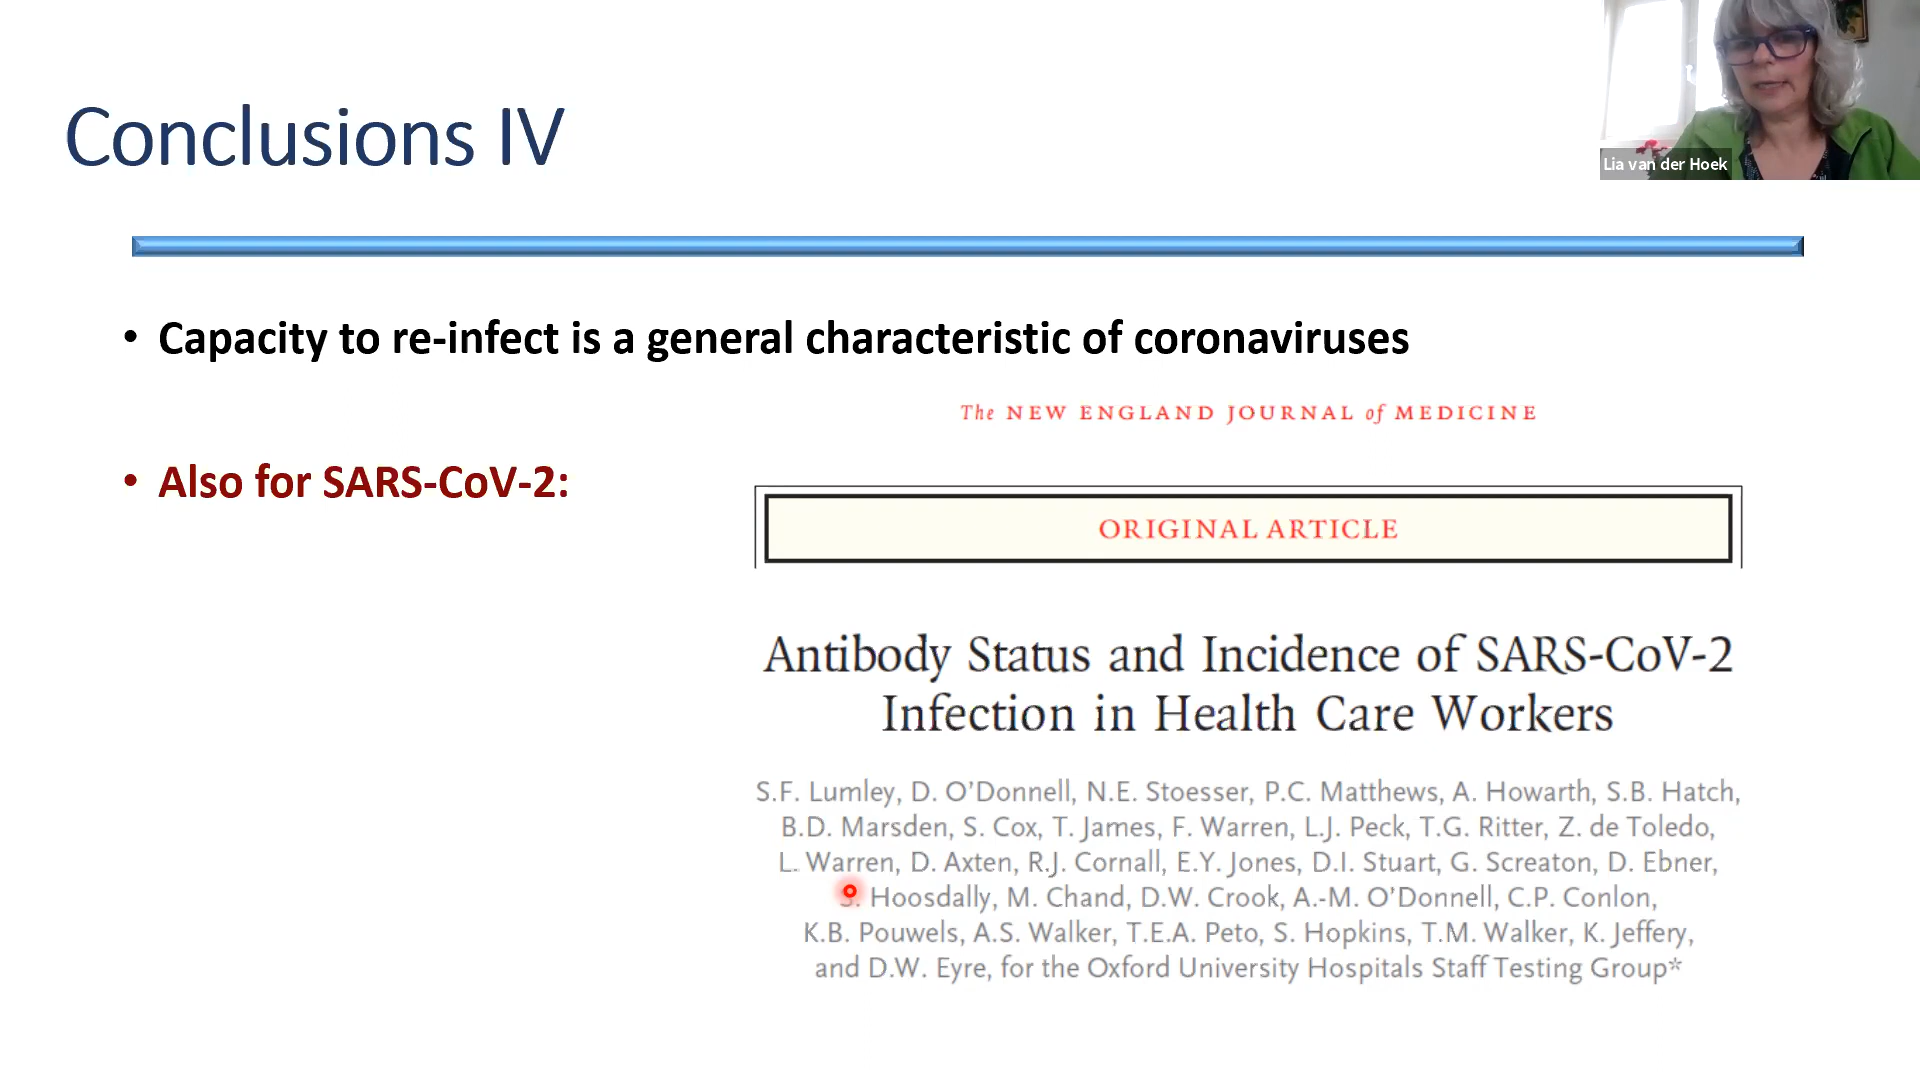 Conclusions IV
Lia van der Hoek
• Capacity to re-infect is a general characteristic of coronaviruses
The NEW ENGLAND JOURNAL of MEDICINE
• Also for SARS-CoV-2:
ORIGINAL ARTICLE
Antibody Status and Incidence of SARS-CoV-2
Infection in Health Care Workers
S.F. Lumley, D. O’Donnell, N.E. Stoesser, P.C. Matthews, A. Howarth, S.B. Hatch,
B.D. Marsden, S. Cox, T. James, F. Warren, L.J. Peck, T.G. Ritter, Z. de Toledo,
L. Warren, D. Axten, R.J. Cornall, E.Y. Jones, D.I. Stuart, G. Screaton, D. Ebner,
Hoosdally, M. Chand, D.W. Crook, A.-M. O’Donnell, C.P. Conlon,
K.B. Pouwels, A.S. Walker, T.E.A. Peto, S. Hopkins, T.M. Walker, K. Jeffery,
and D.W. Eyre, for the Oxford University Hospitals Staff Testing Group*